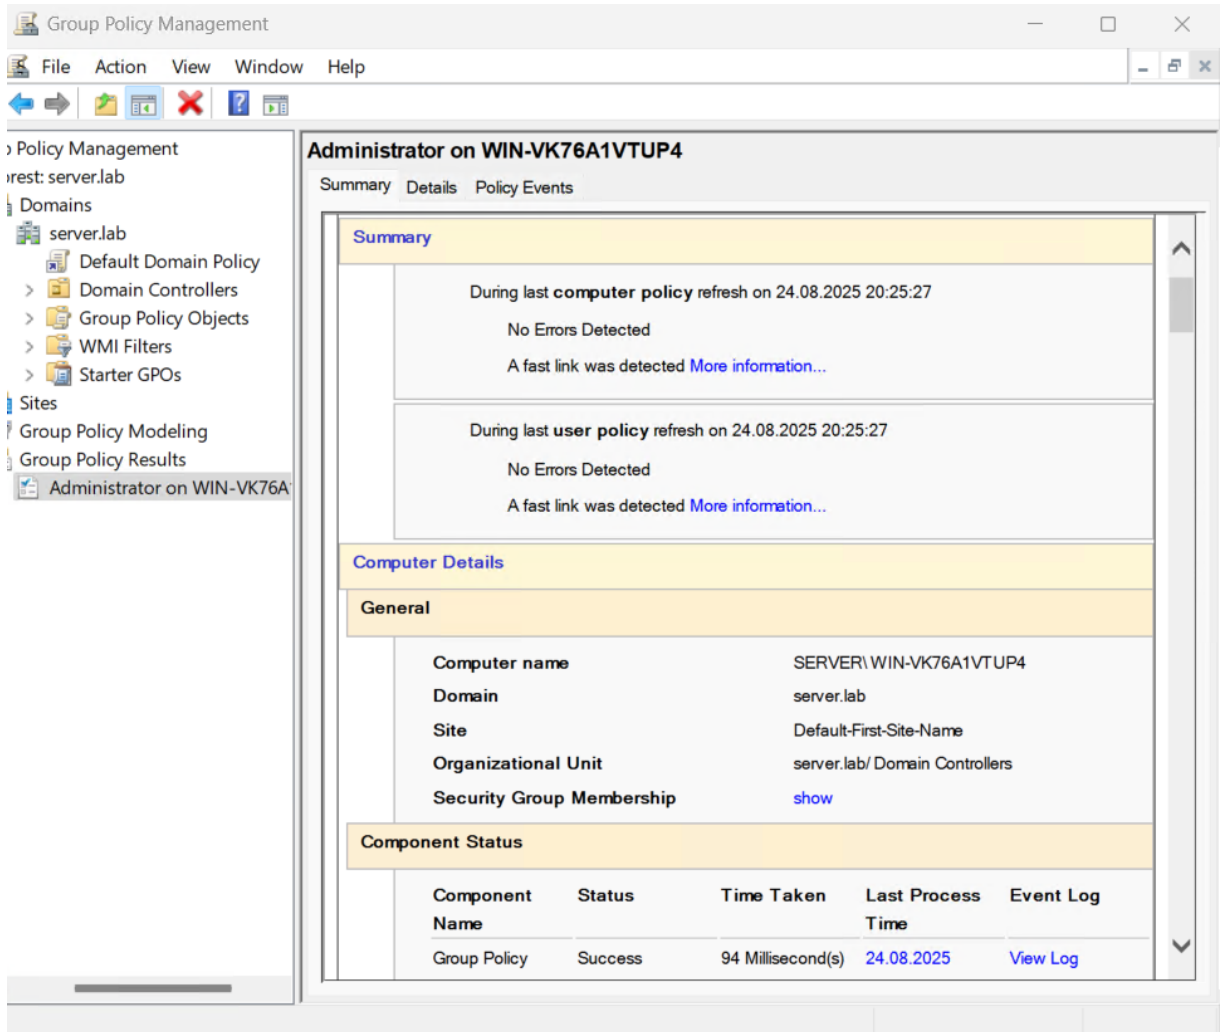 Group Policy Management
File Action View Window Help
Policy Management
rest: server.lab
Domains
server.lab
Default Domain Policy
Domain Controllers
Group Policy Objects
WMI Filters
Starter GPOs
Sites
Group Policy Modeling
Group Policy Results
Administrator on WIN-VK76A
Administrator on WIN-VK76A1VTUP4
Summary Details Policy Events
Summary
During last computer policy refresh on 24.08.2025 20:25:27
No Errors Detected
A fast link was detected More information...
During last user policy refresh on 24.08.2025 20:25:27
No Errors Detected
A fast link was detected More information...
Computer Details
General
Computer name SERVER\WIN-VK76A1VTUP4
Domain server.lab
Site Default-First-Site-Name
Organizational Unit server.lab/ Domain Controllers
Security Group Membership show
Component Status
Component Name Status Time Taken Last Process Time Event Log
Group Policy Success 94 Millisecond(s) 24.08.2025 View Log